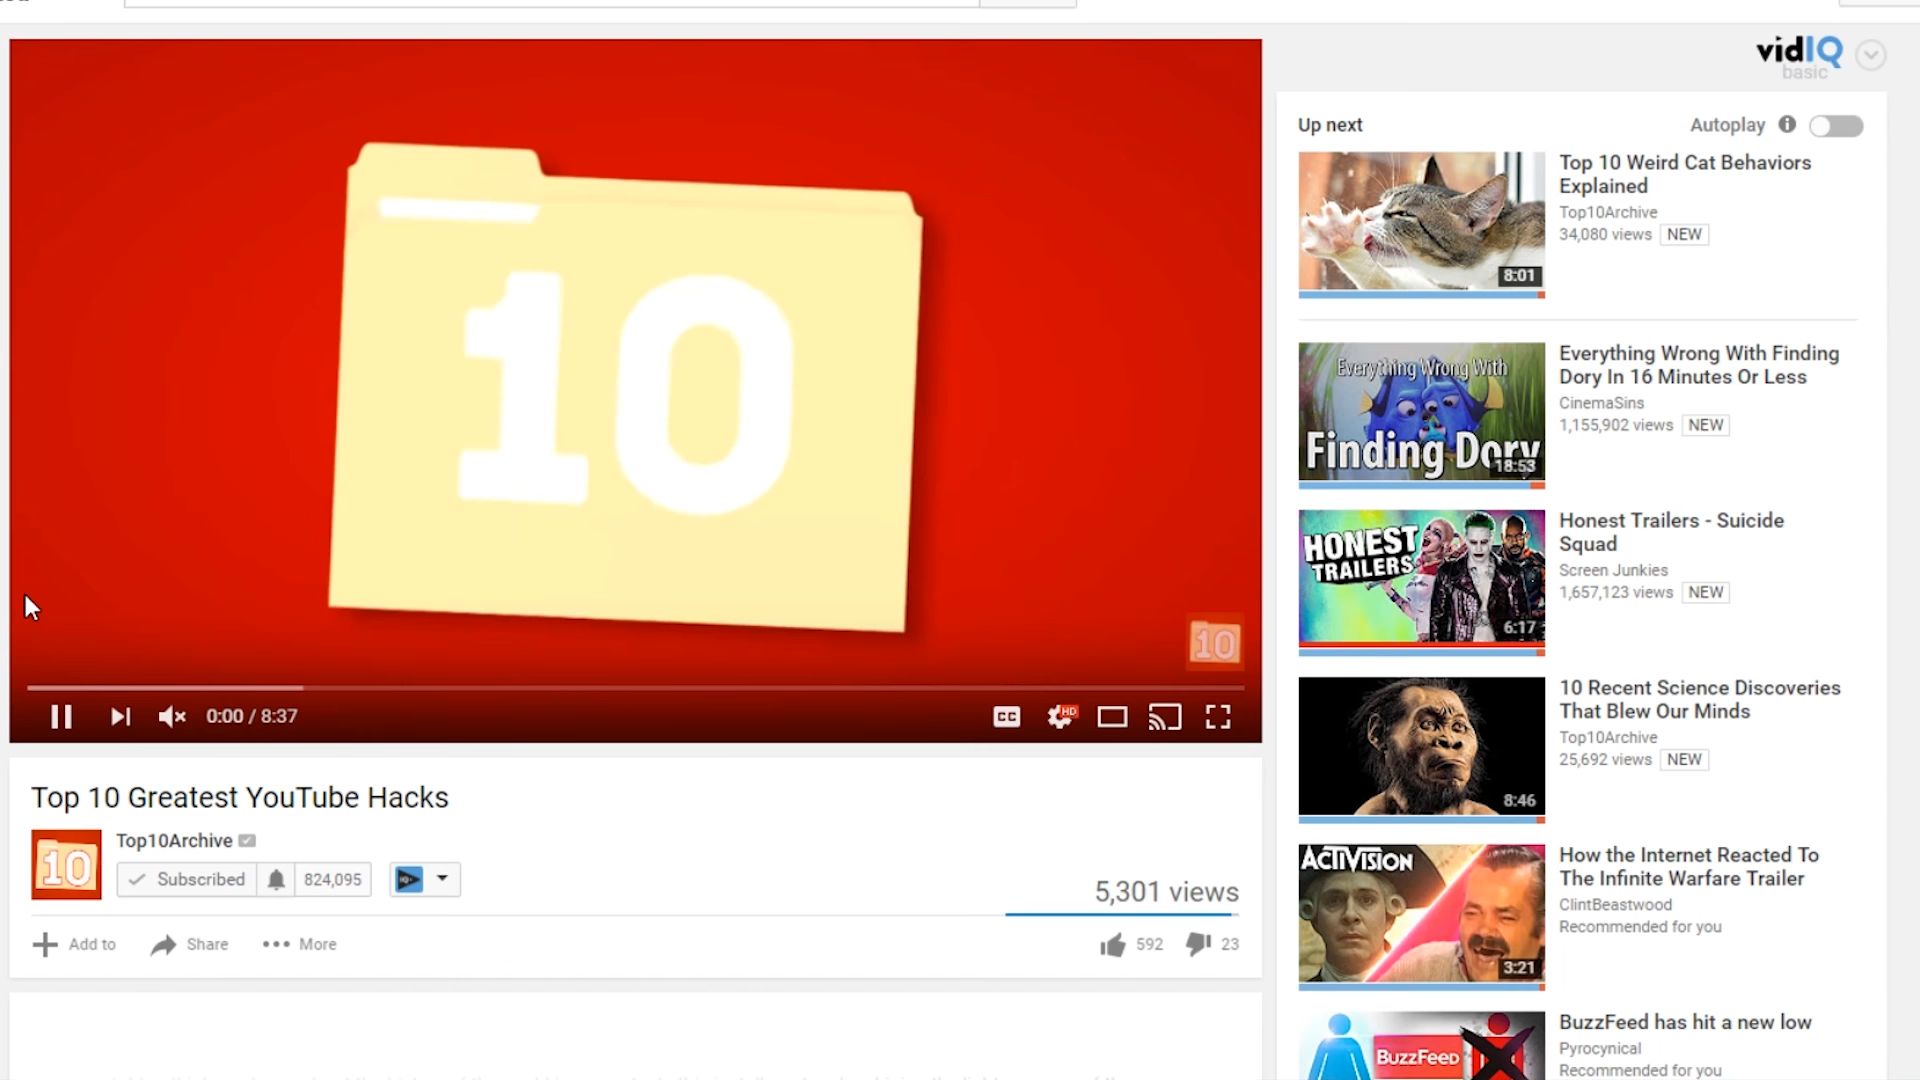 10
10
0:00 / 8:37
CC
HD
Top 10 Greatest YouTube Hacks
10
Top10Archive
Subscribed
824,095
5,301 views
Add to
Share
More
592
23
vidIQ
basic
Up next
Autoplay
8:01
Top 10 Weird Cat Behaviors
Explained
Top10Archive
34,080 views NEW
Everything Wrong With
Finding Dory
18:53
Everything Wrong With Finding
Dory In 16 Minutes Or Less
CinemaSins
1,155,902 views NEW
HONEST
TRAILERS
6:17
Honest Trailers - Suicide
Squad
Screen Junkies
1,657,123 views NEW
8:46
10 Recent Science Discoveries
That Blew Our Minds
Top10Archive
25,692 views NEW
ACTIVISION
3:21
How the Internet Reacted To
The Infinite Warfare Trailer
ClintBeastwood
Recommended for you
BuzzFeed
BuzzFeed has hit a new low
Pyrocynical
Recommended for you